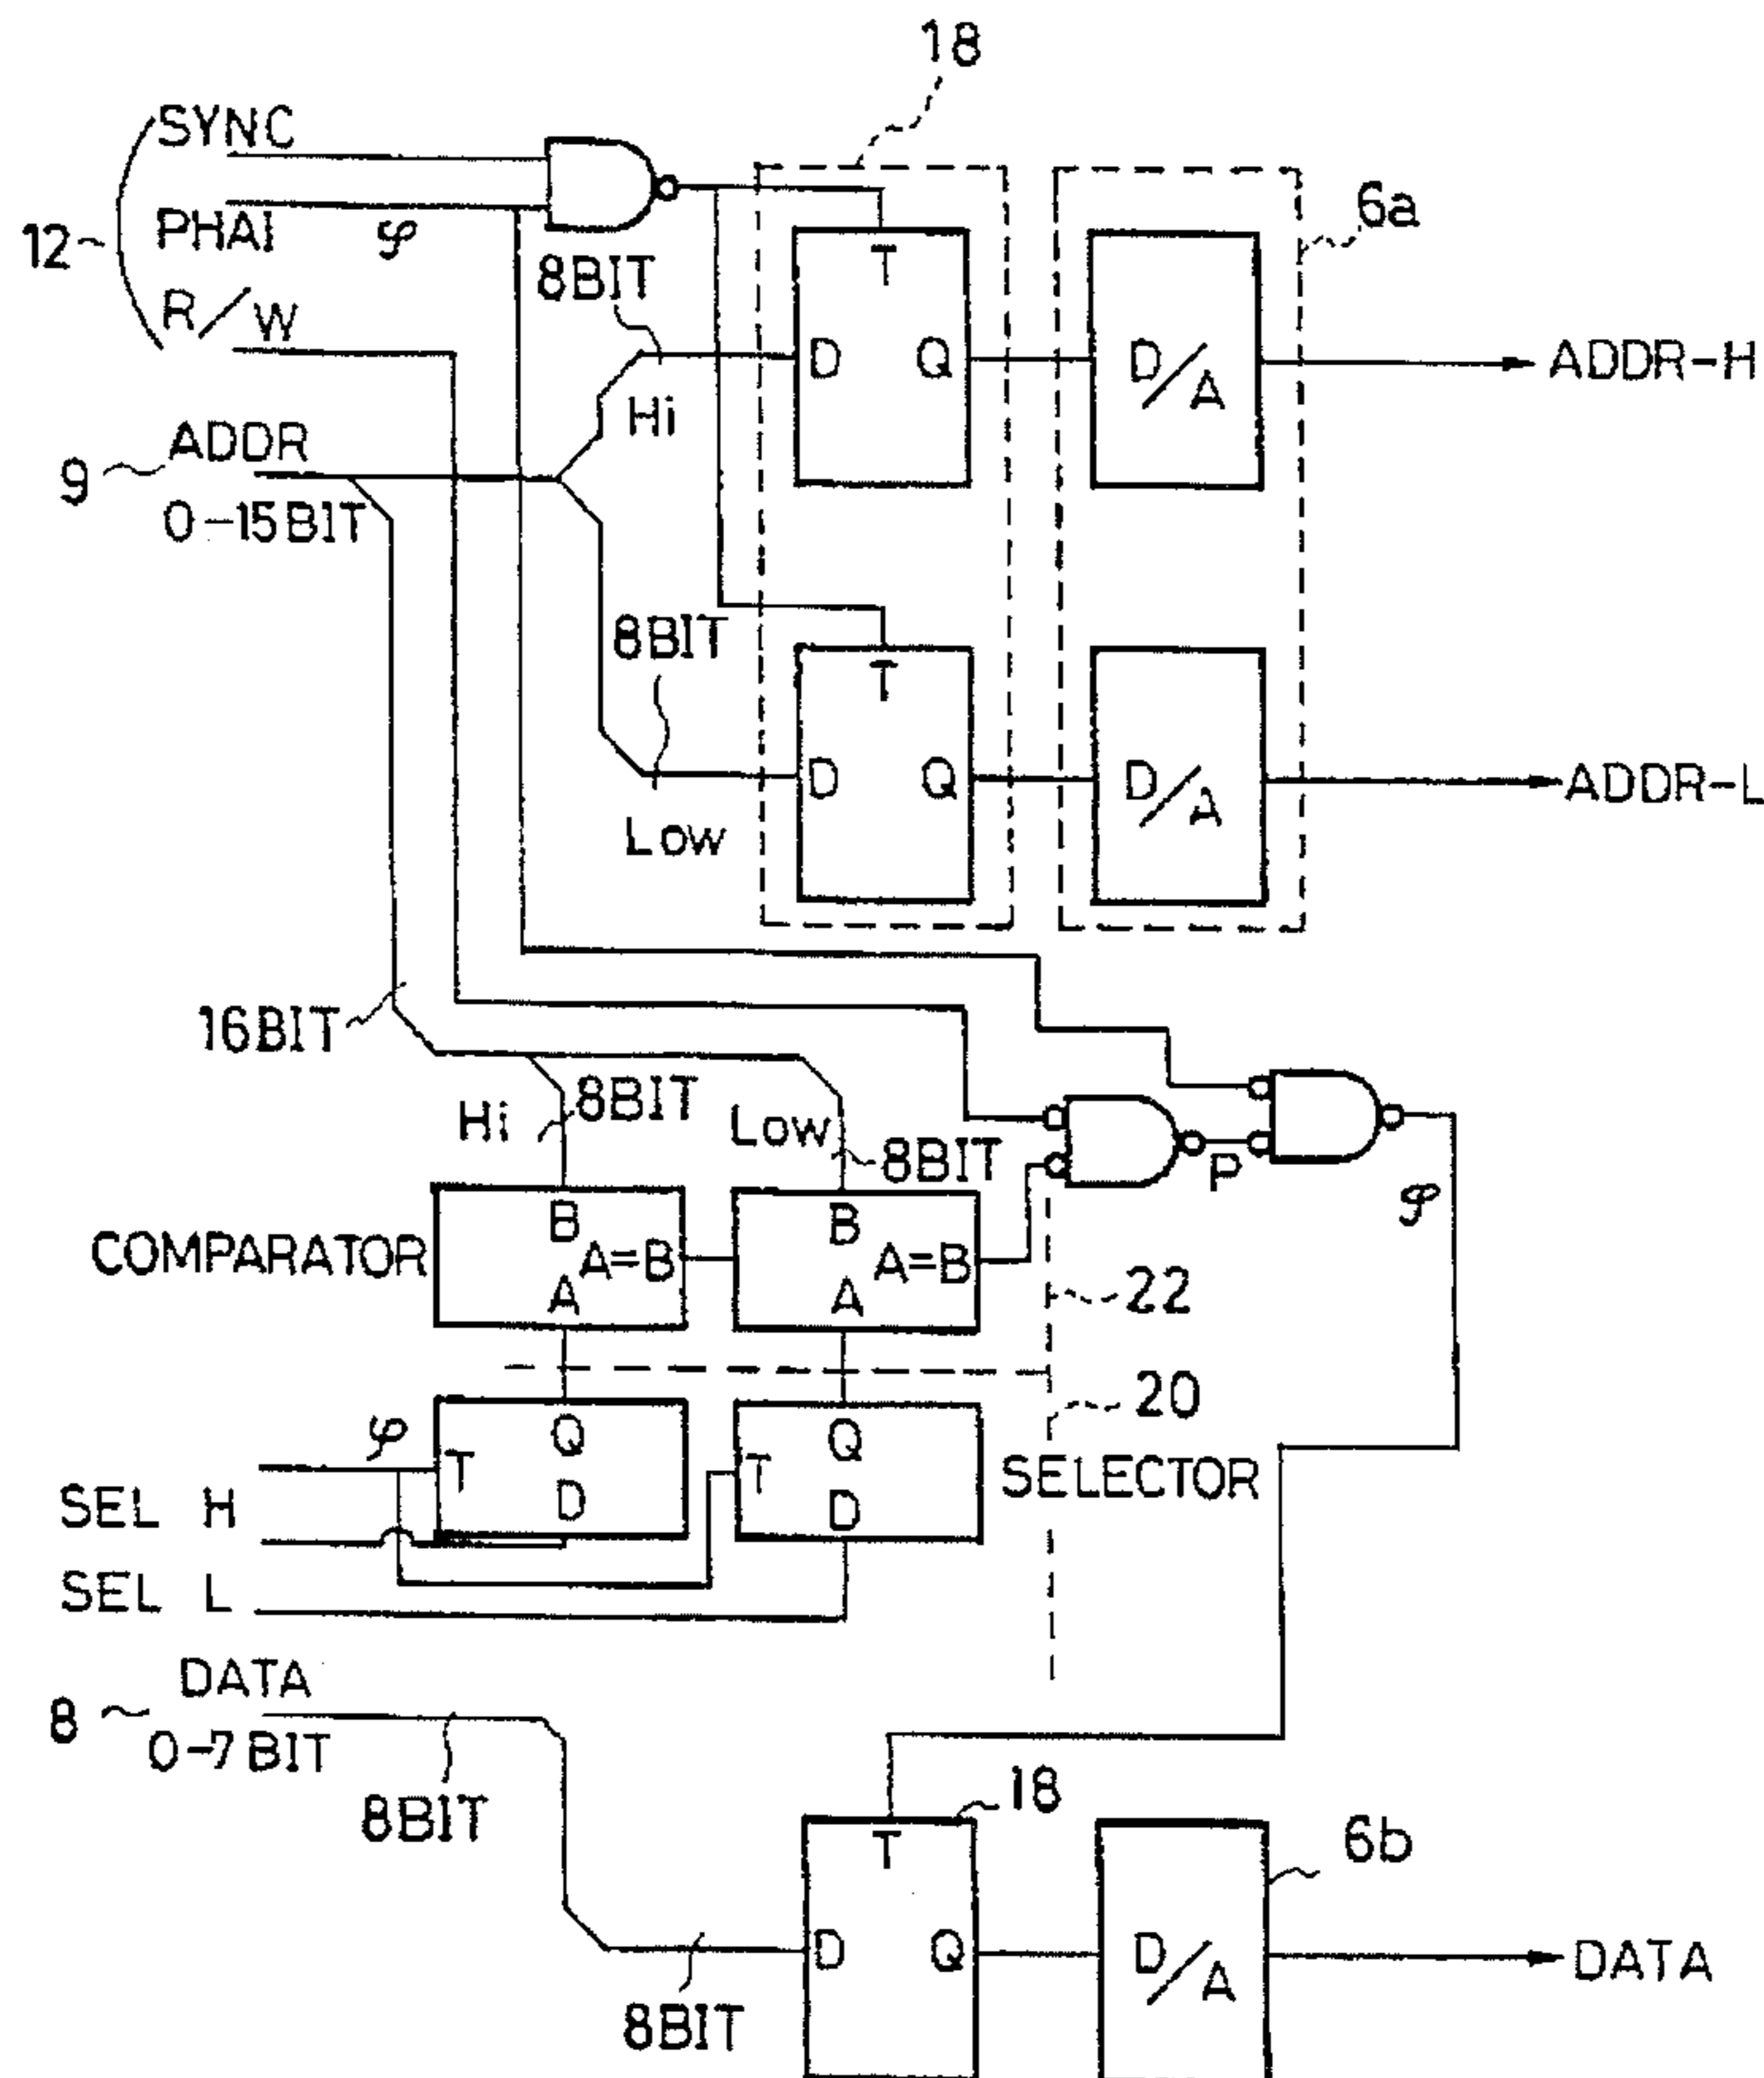 18
SYNC
12
PHAI
φ
R/W
6a
8BIT
T
D
Q
D/A
ADDR-H
Hi
9
ADDR
0-15BIT
8BIT
T
D
Q
D/A
ADDR-L
Low
16BIT
Hi
8BIT
Low
8BIT
P
φ
COMPARATOR
B
A=B
A
B
A=B
A
22
20
φ
T
Q
D
T
Q
D
SELECTOR
SEL H
SEL L
8
DATA
0-7BIT
8BIT
18
T
6b
D
Q
D/A
DATA
8BIT